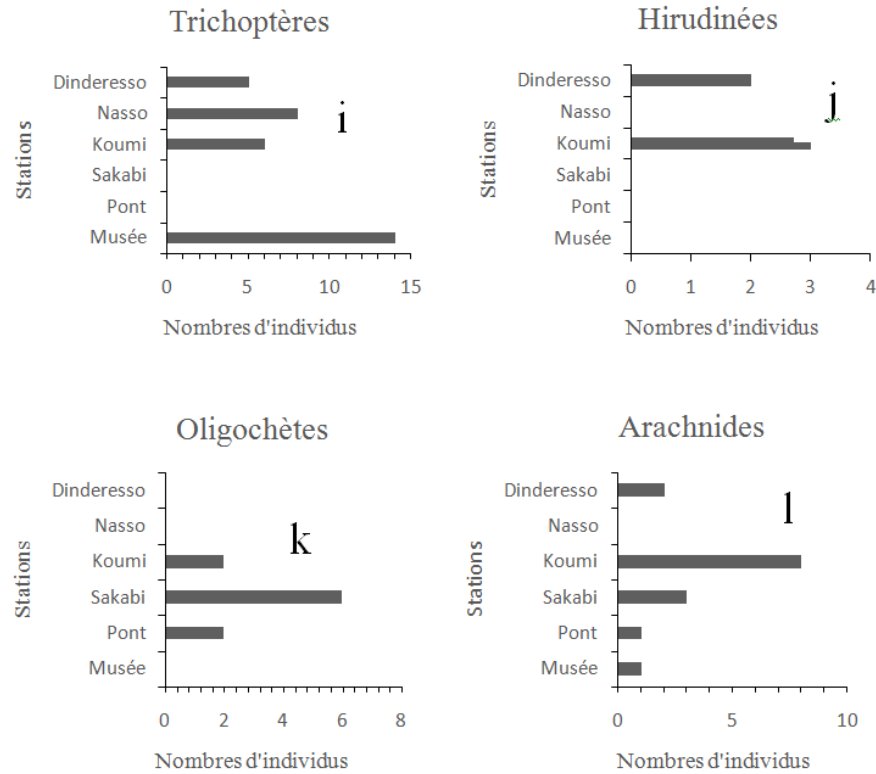 Trichoptères
Stations
Dinderesso
Nasso
Koumi
Sakabi
Pont
Musée
i
0 5 10 15
Nombres d'individus
Hirudinées
Stations
Dinderesso
Nasso
Koumi
Sakabi
Pont
Musée
j
0 1 2 3 4
Nombres d'individus
Oligochètes
Stations
Dinderesso
Nasso
Koumi
Sakabi
Pont
Musée
k
0 2 4 6 8
Nombres d'individus
Arachnides
Stations
Dinderesso
Nasso
Koumi
Sakabi
Pont
Musée
l
0 5 10
Nombres d'individus